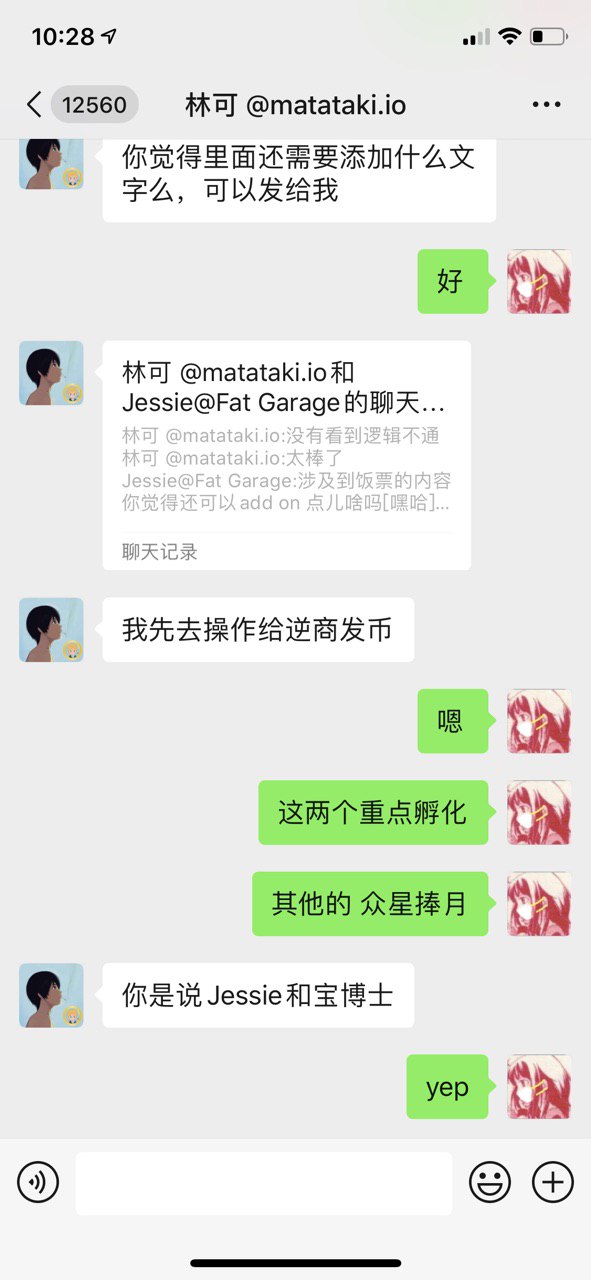 10:28
12560
林可 @matataki.io
你觉得里面还需要添加什么文
字么，可以发给我
好
林可 @matataki.io和
Jessie@Fat Garage的聊天…
林可 @matataki.io:没有看到逻辑不通
林可 @matataki.io:太棒了
Jessie@Fat Garage:涉及到饭票的内容
你觉得还可以add on 点儿啥吗[嘿哈]...
聊天记录
我先去操作给逆商发币
嗯
这两个重点孵化
其他的 众星捧月
你是说Jessie和宝博士
yep